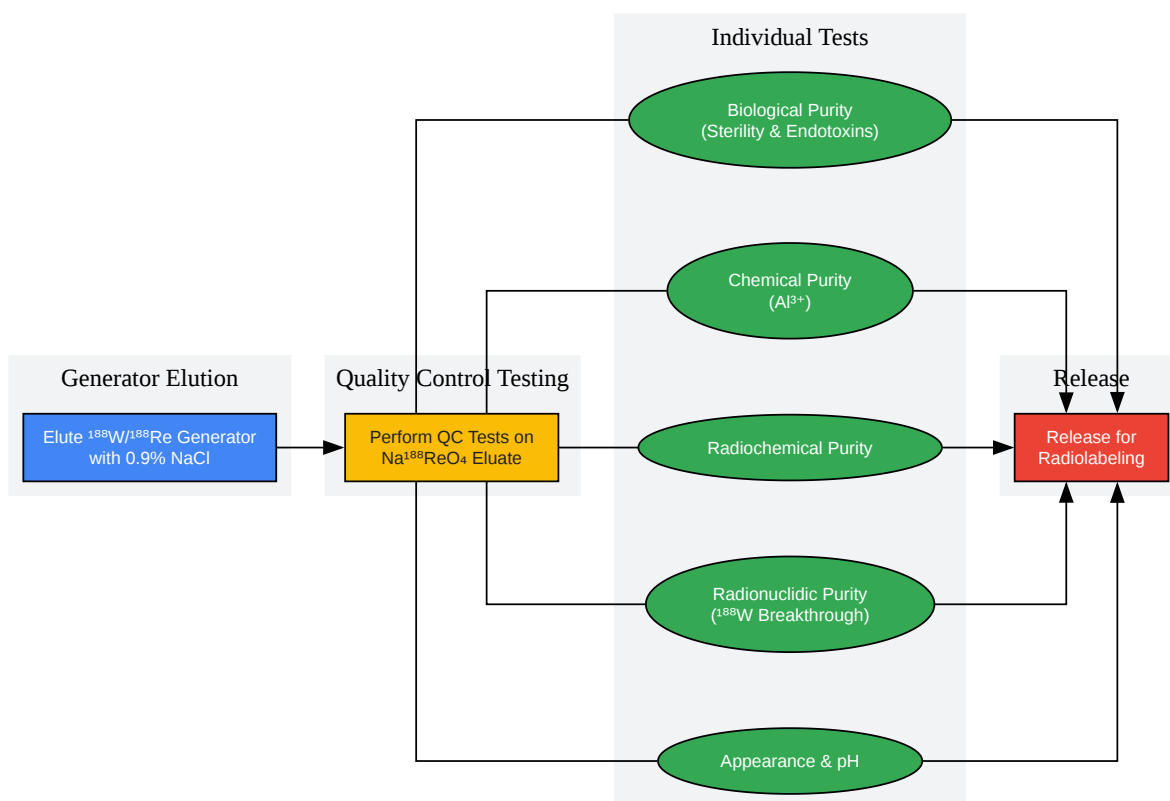 Individual Tests
Biological Purity
(Sterility & Endotoxins)
Chemical Purity
(Al³⁺)
Generator Elution
Quality Control Testing
Release
Elute ¹⁸⁸W/¹⁸⁸Re Generator
with 0.9% NaCl
Perform QC Tests on
Na¹⁸⁸ReO₄ Eluate
Radiochemical Purity
Release for
Radiolabeling
Radionuclidic Purity
(¹⁸⁸W Breakthrough)
Appearance & pH